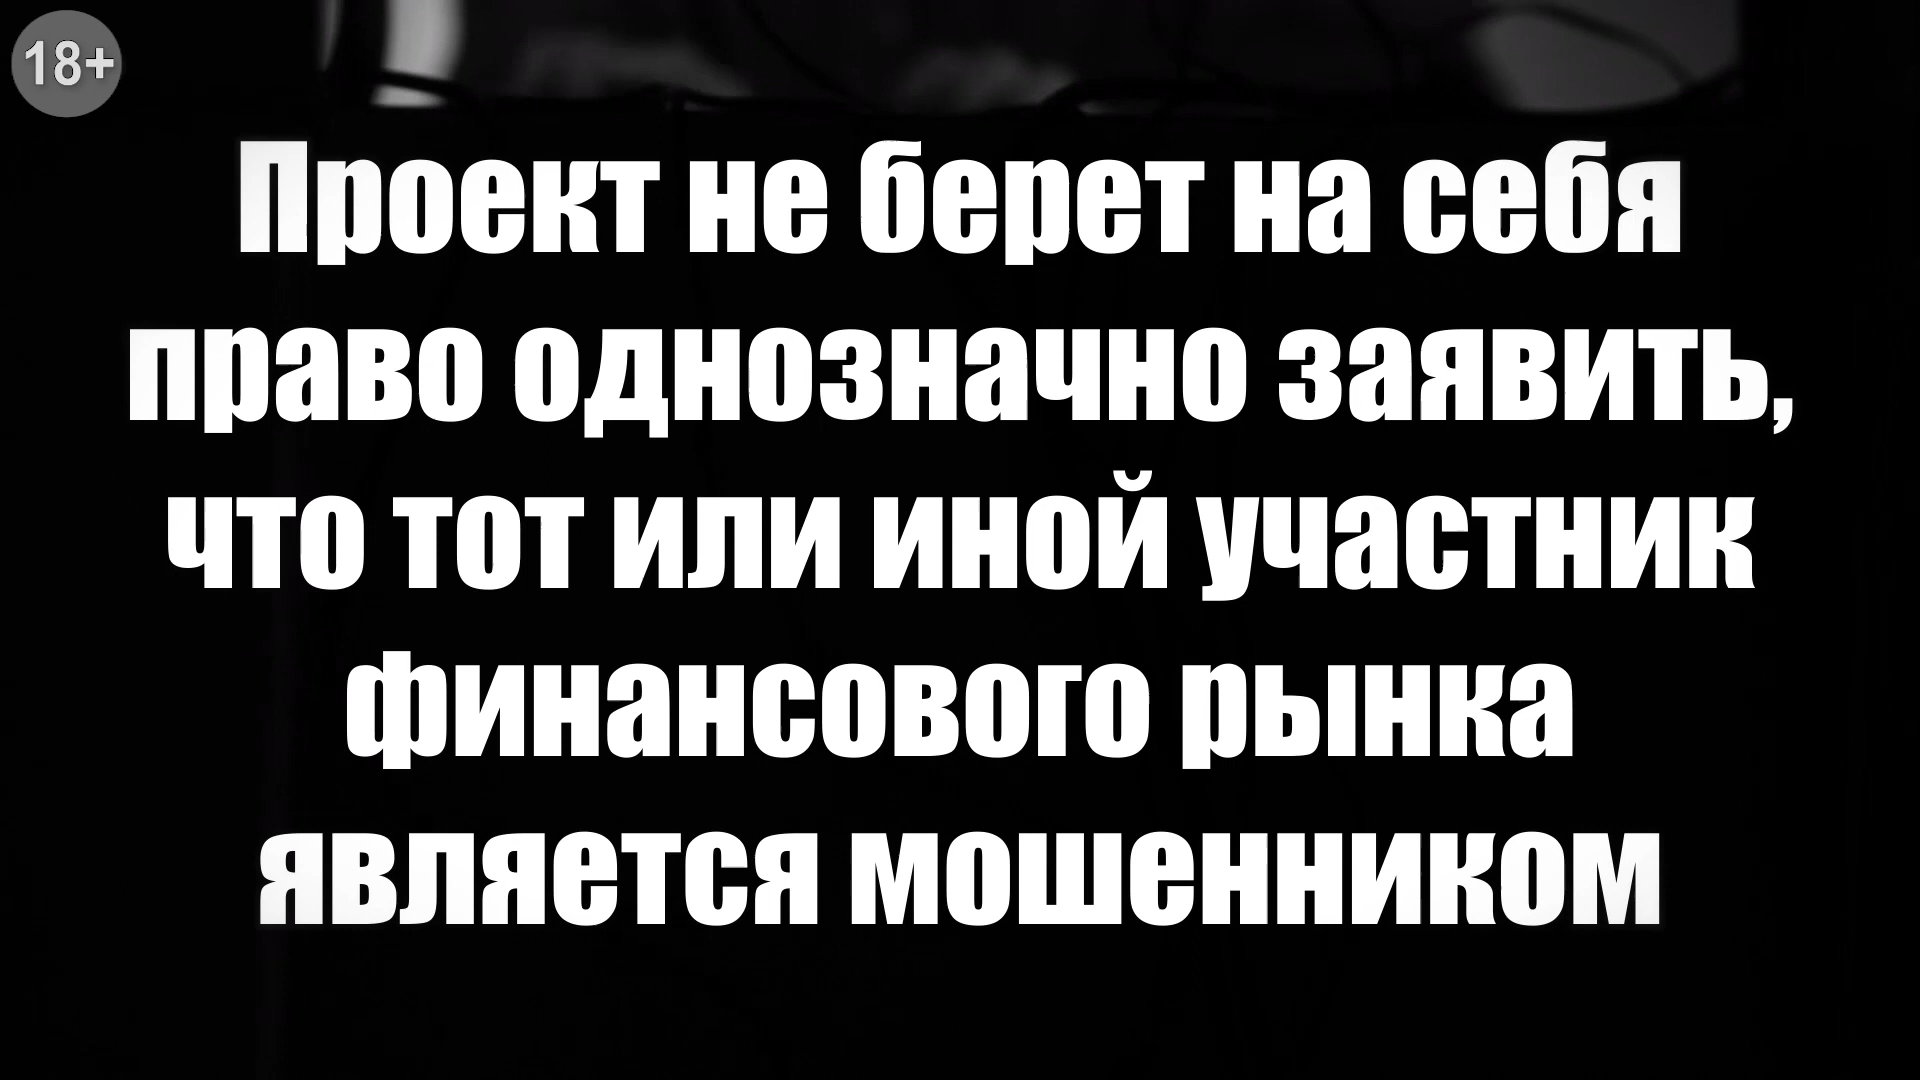 18+
Проект не берет на себя
право однозначно заявить,
что тот или иной участник
финансового рынка
является мошенником